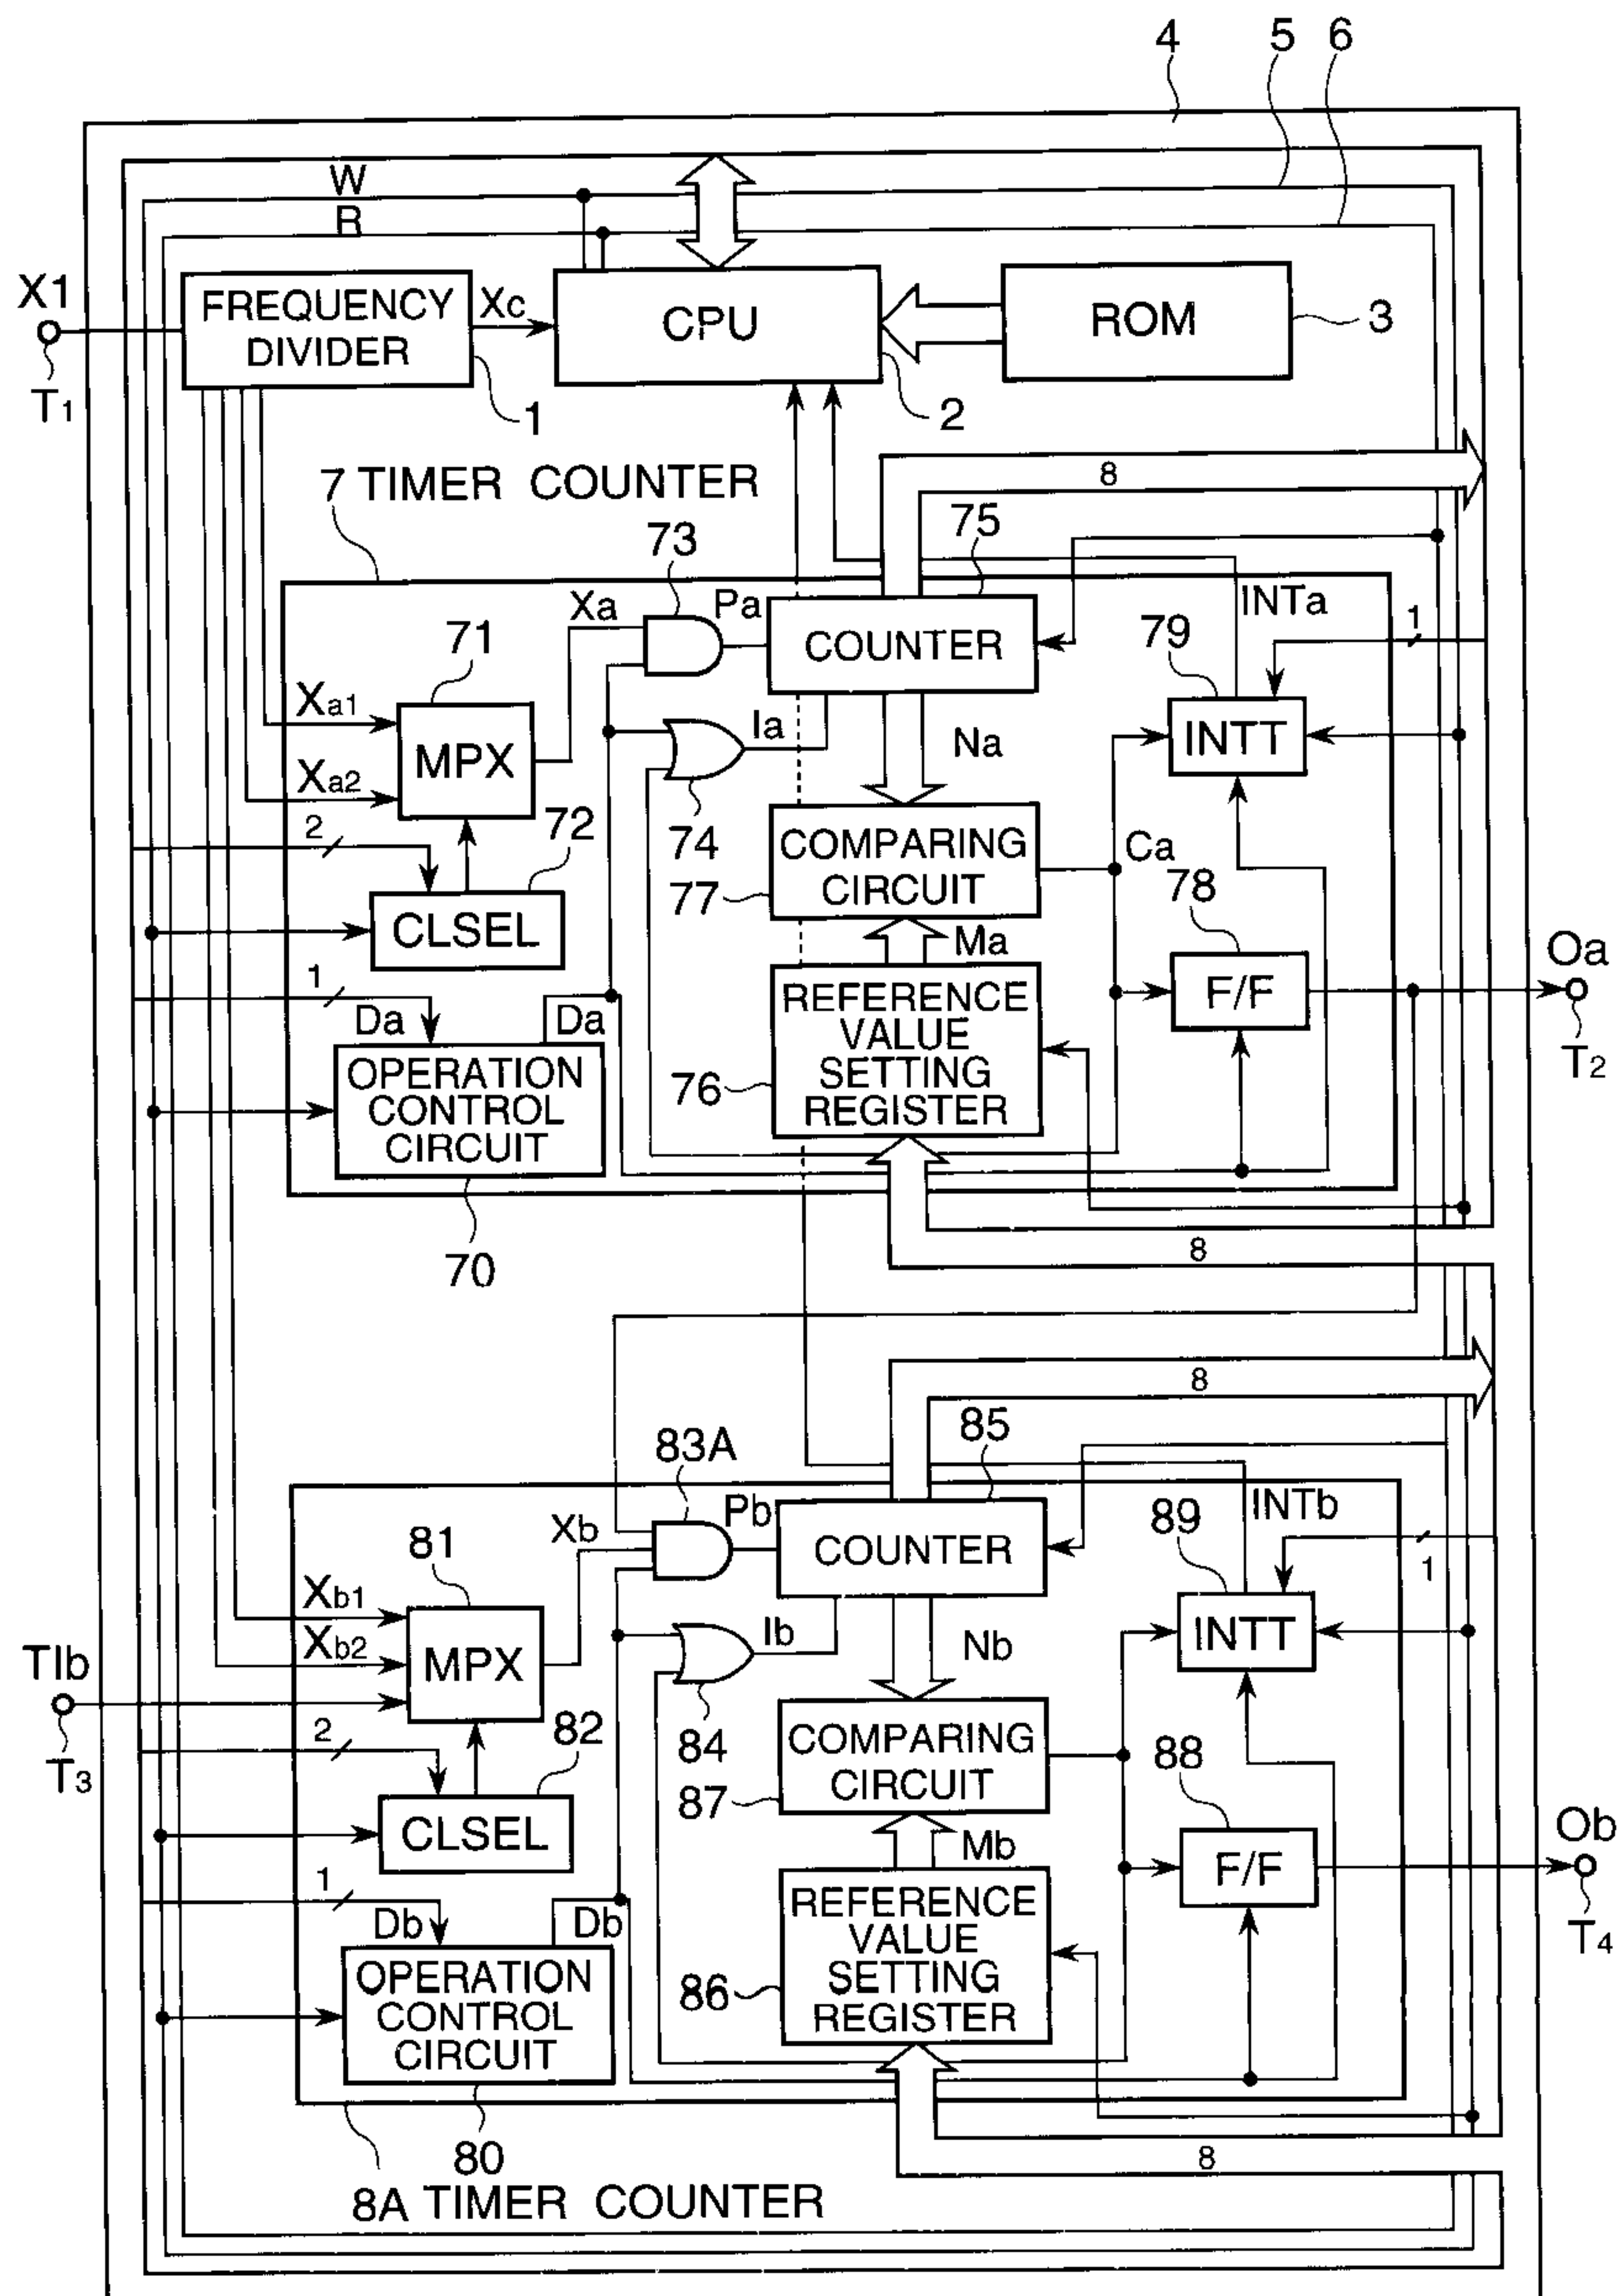 4 5 6
W
R
X1
T1
FREQUENCY
DIVIDER
1
Xc
CPU
2
ROM
3
7 TIMER COUNTER
8
73
75
Xa
Pa
INTa
1
71
COUNTER
79
Xa1
MPX
Ia
Na
INTT
Xa2
2
72
74
COMPARING
CIRCUIT
77
Ca
78
CLSEL
Ma
F/F
Oa
T2
1
Da
Da
REFERENCE
VALUE
SETTING
REGISTER
76
OPERATION
CONTROL
CIRCUIT
70
8
8
83A
85
Xb
Pb
INTb
1
81
COUNTER
89
Xb1
Xb2
MPX
Ib
Nb
INTT
TIb
T3
2
82
84
COMPARING
CIRCUIT
87
88
CLSEL
Mb
F/F
Ob
T4
1
Db
Db
REFERENCE
VALUE
SETTING
REGISTER
86
OPERATION
CONTROL
CIRCUIT
80
8
8A TIMER COUNTER